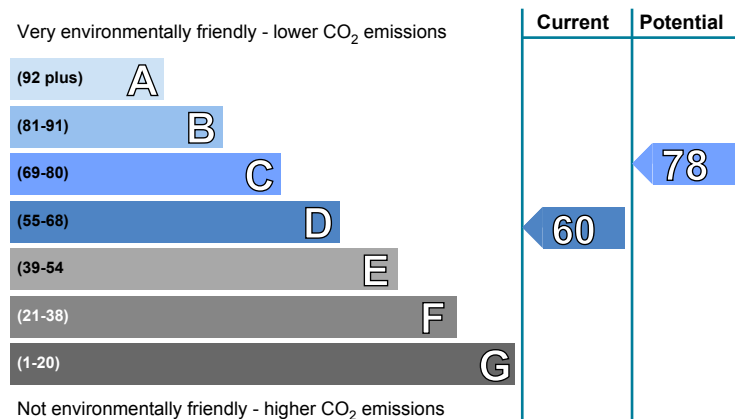 Very environmentally friendly - lower CO2 emissions
Current
Potential
(92 plus) A
(81-91) B
(69-80) C
78
(55-68) D
60
(39-54 E
(21-38) F
(1-20) G
Not environmentally friendly - higher CO2 emissions